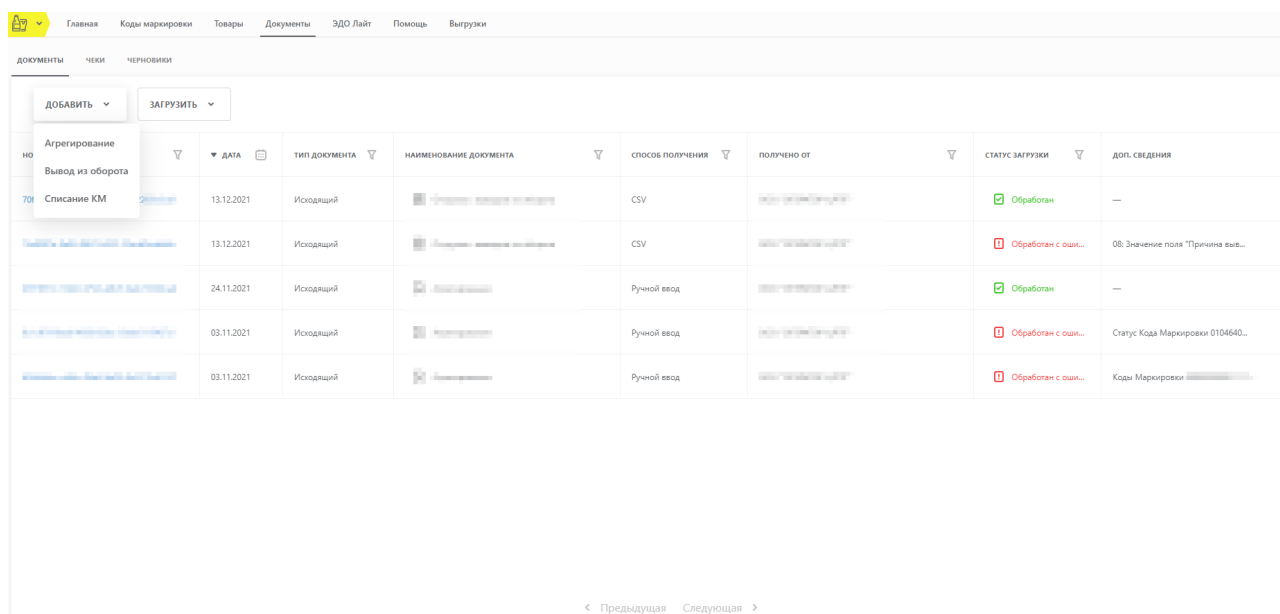 Главная Коды маркировки Товары Документы ЭДО Лайт Помощь Выгрузки
ДОКУМЕНТЫ ЧЕКИ ЧЕРНОВИКИ
ДОБАВИТЬ ЗАГРУЗИТЬ
Агрегирование
Вывод из оборота
Списание КМ
НО ДАТА ТИП ДОКУМЕНТА НАИМЕНОВАНИЕ ДОКУМЕНТА СПОСОБ ПОЛУЧЕНИЯ ПОЛУЧЕНО ОТ СТАТУС ЗАГРУЗКИ ДОП. СВЕДЕНИЯ
13.12.2021 Исходящий CSV Обработан —
13.12.2021 Исходящий CSV Обработан с оши... 08: Значение поля "Причина выв...
24.11.2021 Исходящий Ручной ввод Обработан —
03.11.2021 Исходящий Ручной ввод Обработан с оши... Статус Кода Маркировки 0104640...
03.11.2021 Исходящий Ручной ввод Обработан с оши... Коды Маркировки
Предыдущая Следующая